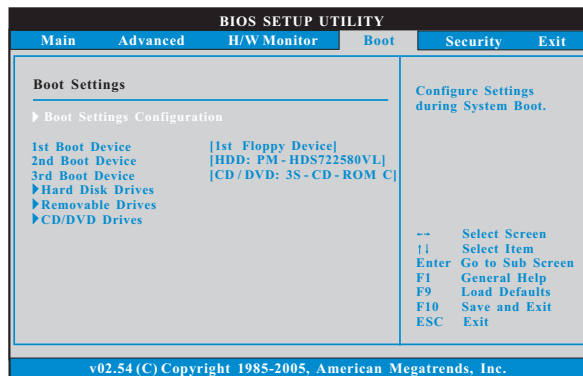 BIOS SETUP UTILITY
Main Advanced H/W Monitor Boot Security Exit
Boot Settings
Boot Settings Configuration
1st Boot Device [1st Floppy Device]
2nd Boot Device [HDD: PM-HDS722580VL]
3rd Boot Device [CD/DVD: 3S-CD-ROM C]
Hard Disk Drives
Removable Drives
CD/DVD Drives
Configure Settings
during System Boot.
←→ Select Screen
↑↓ Select Item
Enter Go to Sub Screen
F1 General Help
F9 Load Defaults
F10 Save and Exit
ESC Exit
v02.54 (C) Copyright 1985-2005, American Megatrends, Inc.